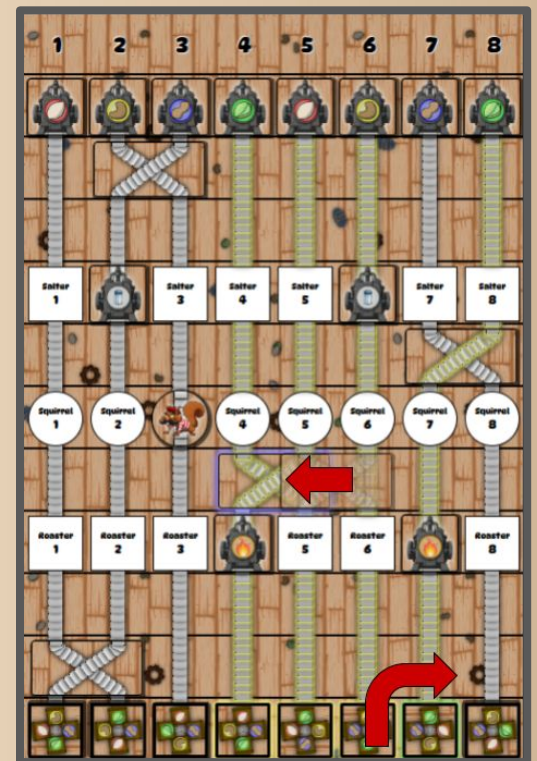 1 2 3 4 5 6 7 8
Salter 1
Salter 3
Salter 4
Salter 5
Salter 7
Salter 8
Squirrel 1
Squirrel 2
Squirrel 4
Squirrel 5
Squirrel 6
Squirrel 7
Squirrel 8
Roaster 1
Roaster 2
Roaster 3
Roaster 5
Roaster 6
Roaster 8